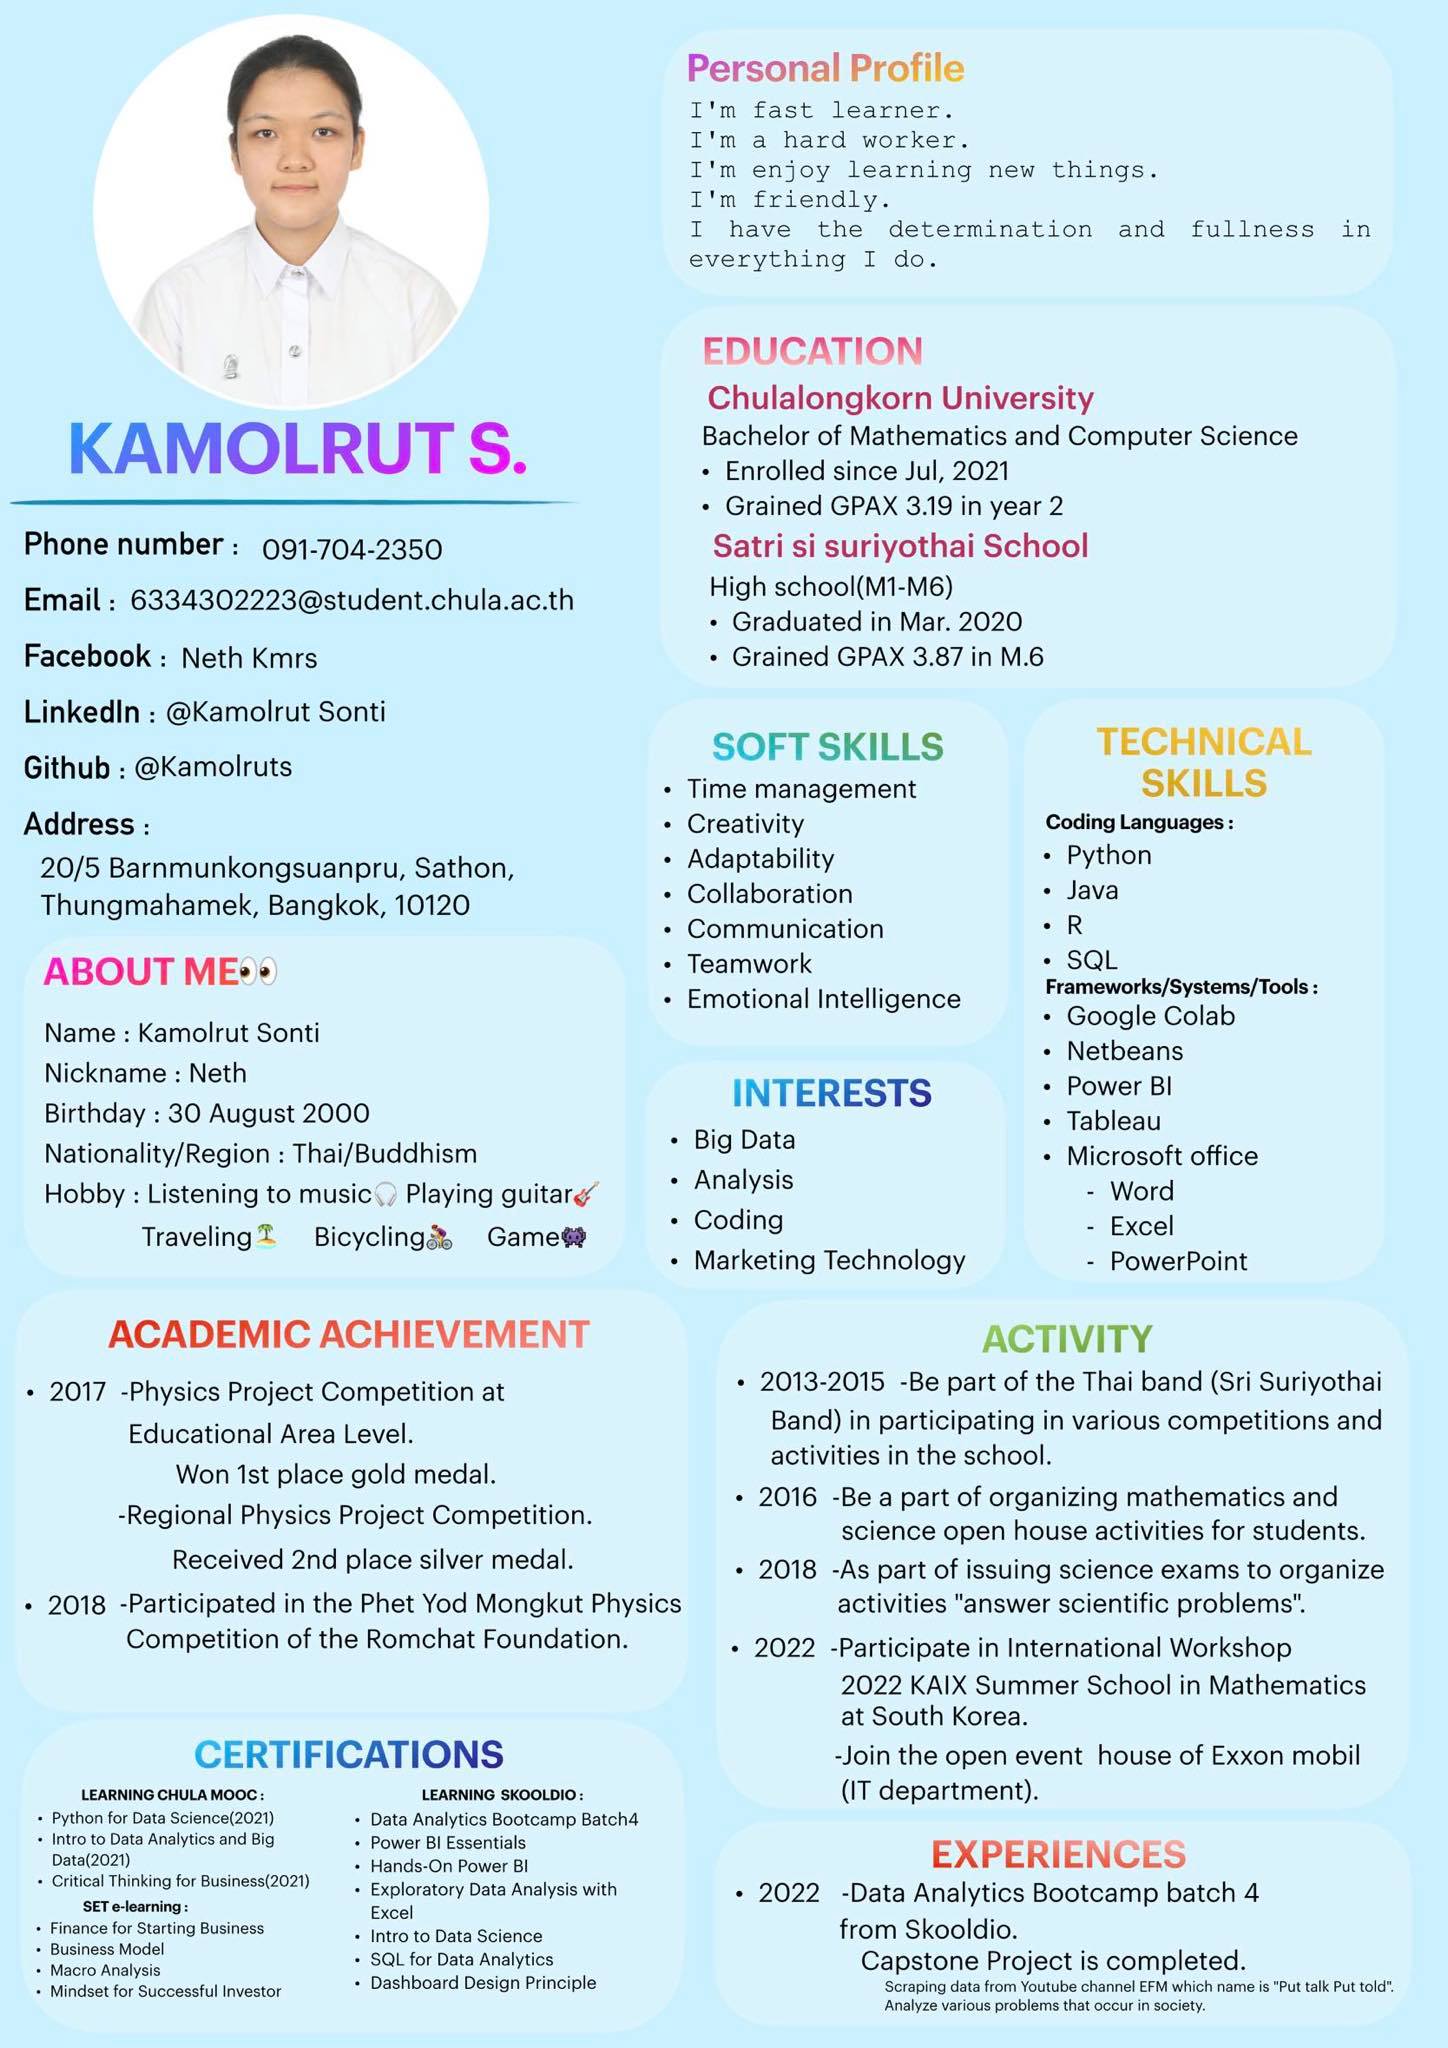 KAMOLRUT S.
Phone number : 091-704-2350
Email : 6334302223@student.chula.ac.th
Facebook : Neth Kmrs
LinkedIn : @Kamolrut Sonti
Github : @Kamolruts
Address :
20/5 Barnmunkongsuanpru, Sathon,
Thungmahamek, Bangkok, 10120
ABOUT ME👀
Name : Kamolrut Sonti
Nickname : Neth
Birthday : 30 August 2000
Nationality/Region : Thai/Buddhism
Hobby : Listening to music🎧 Playing guitar🎸
Traveling🏝️ Bicycling🚴 Game👾
Personal Profile
I'm fast learner.
I'm a hard worker.
I'm enjoy learning new things.
I'm friendly.
I have the determination and fullness in
everything I do.
EDUCATION
Chulalongkorn University
Bachelor of Mathematics and Computer Science
• Enrolled since Jul, 2021
• Grained GPAX 3.19 in year 2
Satri si suriyothai School
High school(M1-M6)
• Graduated in Mar. 2020
• Grained GPAX 3.87 in M.6
SOFT SKILLS
• Time management
• Creativity
• Adaptability
• Collaboration
• Communication
• Teamwork
• Emotional Intelligence
TECHNICAL
SKILLS
Coding Languages :
• Python
• Java
• R
• SQL
Frameworks/Systems/Tools :
• Google Colab
• Netbeans
• Power BI
• Tableau
• Microsoft office
- Word
- Excel
- PowerPoint
INTERESTS
• Big Data
• Analysis
• Coding
• Marketing Technology
ACADEMIC ACHIEVEMENT
• 2017 -Physics Project Competition at
Educational Area Level.
Won 1st place gold medal.
-Regional Physics Project Competition.
Received 2nd place silver medal.
• 2018 -Participated in the Phet Yod Mongkut Physics
Competition of the Romchat Foundation.
ACTIVITY
• 2013-2015 -Be part of the Thai band (Sri Suriyothai
Band) in participating in various competitions and
activities in the school.
• 2016 -Be a part of organizing mathematics and
science open house activities for students.
• 2018 -As part of issuing science exams to organize
activities "answer scientific problems".
• 2022 -Participate in International Workshop
2022 KAIX Summer School in Mathematics
at South Korea.
-Join the open event house of Exxon mobil
(IT department).
CERTIFICATIONS
LEARNING CHULA MOOC :
• Python for Data Science(2021)
• Intro to Data Analytics and Big
Data(2021)
• Critical Thinking for Business(2021)
SET e-learning :
• Finance for Starting Business
• Business Model
• Macro Analysis
• Mindset for Successful Investor
LEARNING SKOOLDIO :
• Data Analytics Bootcamp Batch4
• Power BI Essentials
• Hands-On Power BI
• Exploratory Data Analysis with
Excel
• Intro to Data Science
• SQL for Data Analytics
• Dashboard Design Principle
EXPERIENCES
• 2022 -Data Analytics Bootcamp batch 4
from Skooldio.
Capstone Project is completed.
Scraping data from Youtube channel EFM which name is "Put talk Put told".
Analyze various problems that occur in society.